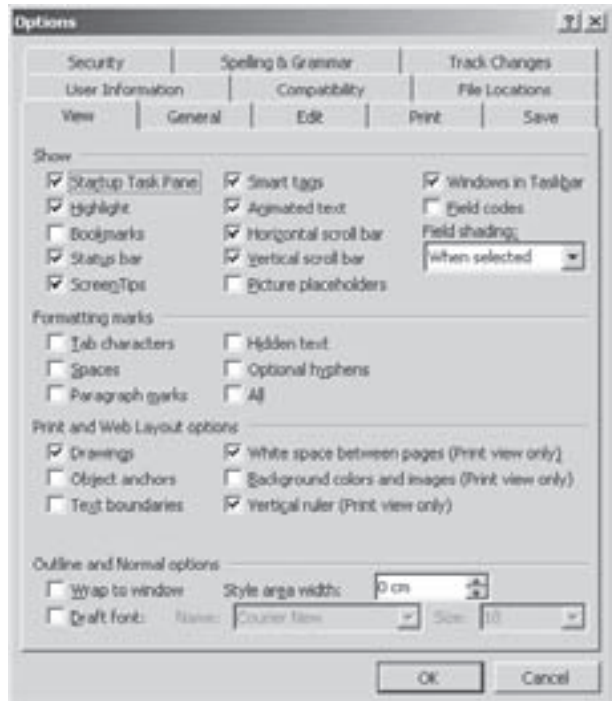 Options
Security Spelling & Grammar Track Changes
User Information Compatibility File Locations
View General Edit Print Save
Show
Startup Task Pane Smart tags Windows in Taskbar
Highlight Animated text Field codes
Bookmarks Horizontal scroll bar Field shading:
Status bar Vertical scroll bar When selected
ScreenTips Picture placeholders
Formatting marks
Tab characters Hidden text
Spaces Optional hyphens
Paragraph marks All
Print and Web Layout options
Drawings White space between pages (Print view only)
Object anchors Background colors and images (Print view only)
Text boundaries Vertical ruler (Print view only)
Outline and Normal options
Wrap to window Style area width: 0 cm
Draft font: Name: Courier New Size: 10
OK Cancel